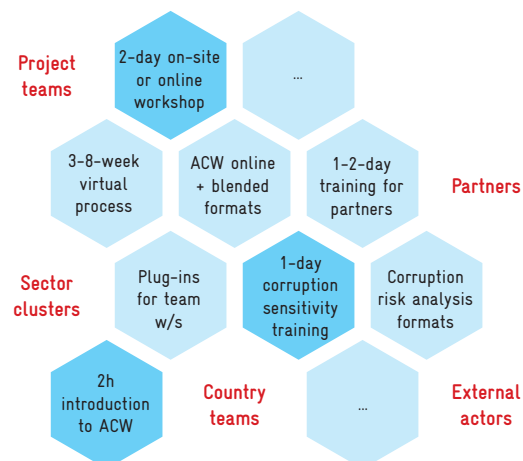 Project
teams
2-day on-site
or online
workshop
...
3-8-week
virtual
process
ACW online
+ blended
formats
1-2-day
training for
partners
Partners
Sector
clusters
Plug-ins
for team
w/s
1-day
corruption
sensitivity
training
Corruption
risk analysis
formats
2h
introduction
to ACW
Country
teams
...
External
actors